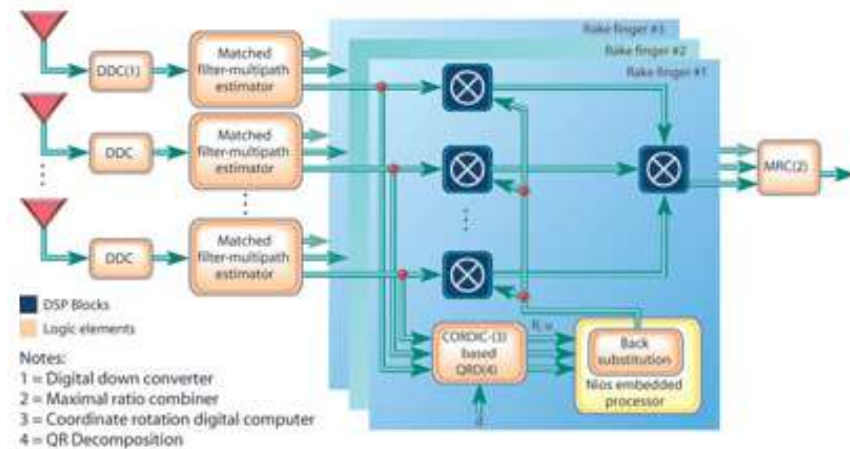 Rake finger #3
Rake finger #2
Rake finger #1
DDC(1)
Matched
filter-multipath
estimator
DDC
Matched
filter-multipath
estimator
DDC
Matched
filter-multipath
estimator
MRC(2)
DSP Blocks
Logic elements
CORDIC-(3)
based
QRD(4)
Back
substitution
Nios embedded
processor
Notes:
1 = Digital down converter
2 = Maximal ratio combiner
3 = Coordinate rotation digital computer
4 = QR Decomposition